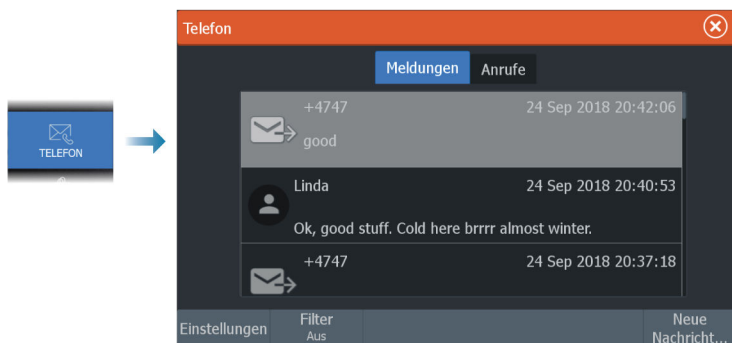 Telefon
Meldungen Anrufe
TELEFON
+4747 24 Sep 2018 20:42:06
good
Linda 24 Sep 2018 20:40:53
Ok, good stuff. Cold here brrrr almost winter.
+4747 24 Sep 2018 20:37:18
Einstellungen
Filter
Aus
Neue
Nachricht...